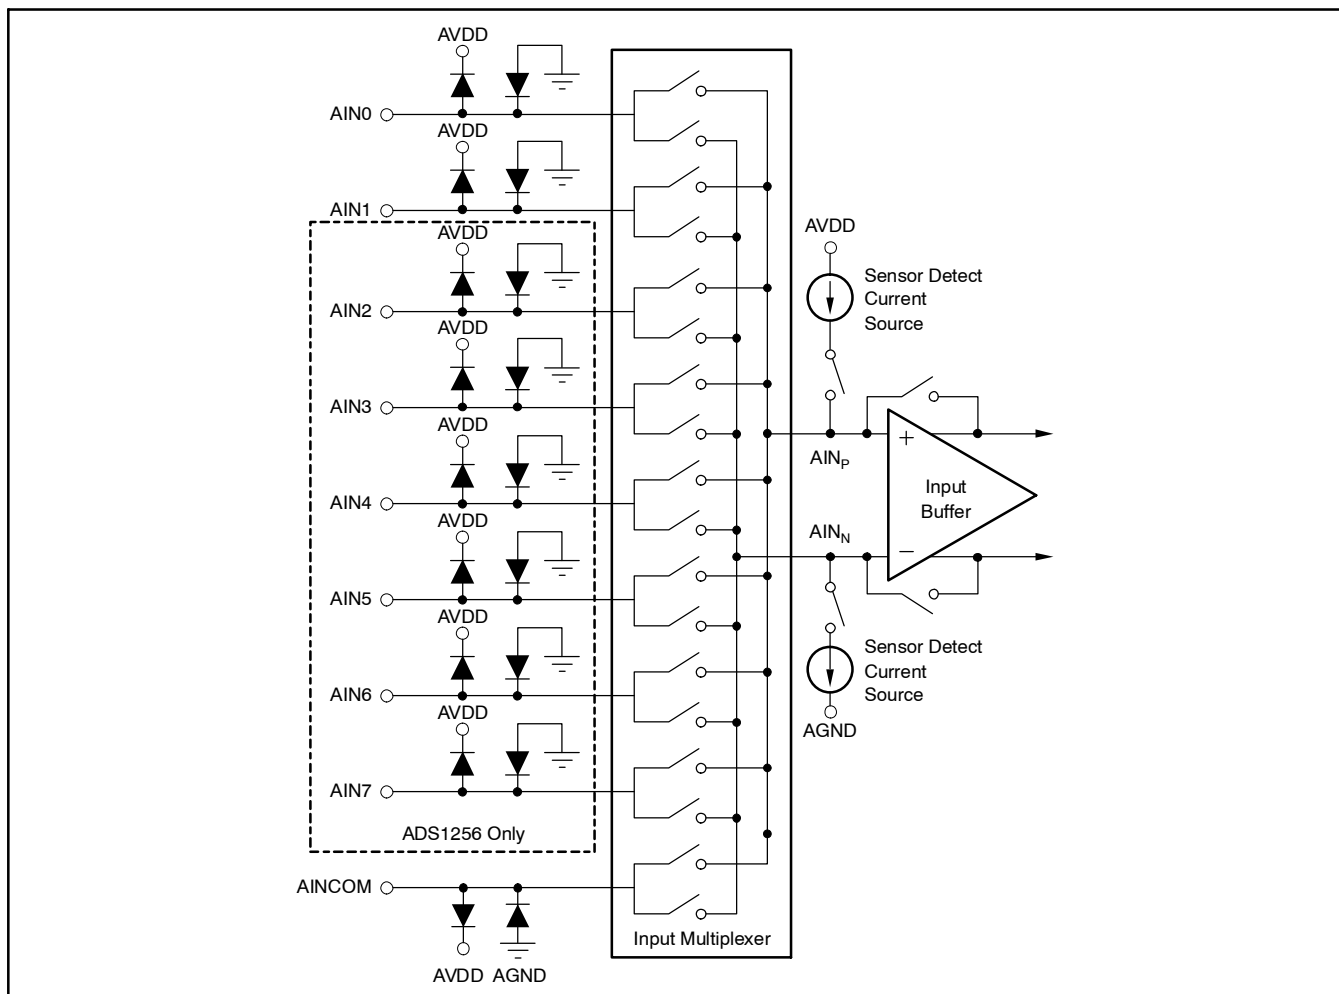 AVDD
AIN0
AVDD
AIN1
AVDD
AIN2
AVDD
AIN3
AVDD
AIN4
AVDD
AIN5
AVDD
AIN6
AVDD
AIN7
ADS1256 Only
AINCOM
AVDD AGND
Input Multiplexer
AVDD
Sensor Detect
Current
Source
AINP
+
Input
Buffer
AINN
−
Sensor Detect
Current
Source
AGND